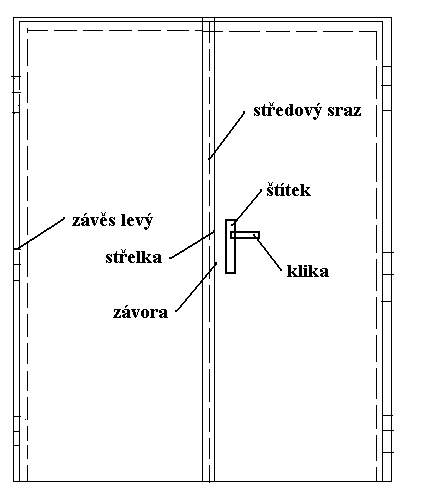 středový sraz
štítek
závěs levý
střelka
klika
závora